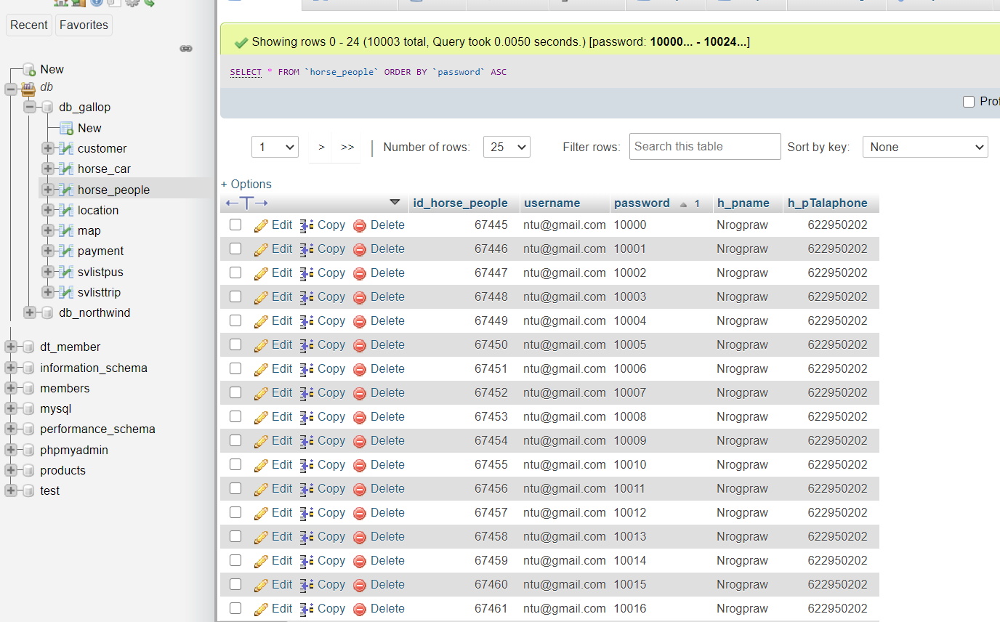 Recent Favorites
New
db
db_gallop
New
customer
horse_car
horse_people
location
map
payment
svlistpus
svlisttrip
db_northwind
dt_member
information_schema
members
mysql
performance_schema
phpmyadmin
products
test
Showing rows 0 - 24 (10003 total, Query took 0.0050 seconds.) [password: 10000... - 10024...]
SELECT * FROM `horse_people` ORDER BY `password` ASC
1 > >> | Number of rows: 25 Filter rows: Search this table Sort by key: None
+ Options
←T→ id_horse_people username password 1 h_pname h_pTalaphone
Edit Copy Delete 67445 ntu@gmail.com 10000 Nrogpraw 622950202
Edit Copy Delete 67446 ntu@gmail.com 10001 Nrogpraw 622950202
Edit Copy Delete 67447 ntu@gmail.com 10002 Nrogpraw 622950202
Edit Copy Delete 67448 ntu@gmail.com 10003 Nrogpraw 622950202
Edit Copy Delete 67449 ntu@gmail.com 10004 Nrogpraw 622950202
Edit Copy Delete 67450 ntu@gmail.com 10005 Nrogpraw 622950202
Edit Copy Delete 67451 ntu@gmail.com 10006 Nrogpraw 622950202
Edit Copy Delete 67452 ntu@gmail.com 10007 Nrogpraw 622950202
Edit Copy Delete 67453 ntu@gmail.com 10008 Nrogpraw 622950202
Edit Copy Delete 67454 ntu@gmail.com 10009 Nrogpraw 622950202
Edit Copy Delete 67455 ntu@gmail.com 10010 Nrogpraw 622950202
Edit Copy Delete 67456 ntu@gmail.com 10011 Nrogpraw 622950202
Edit Copy Delete 67457 ntu@gmail.com 10012 Nrogpraw 622950202
Edit Copy Delete 67458 ntu@gmail.com 10013 Nrogpraw 622950202
Edit Copy Delete 67459 ntu@gmail.com 10014 Nrogpraw 622950202
Edit Copy Delete 67460 ntu@gmail.com 10015 Nrogpraw 622950202
Edit Copy Delete 67461 ntu@gmail.com 10016 Nrogpraw 622950202